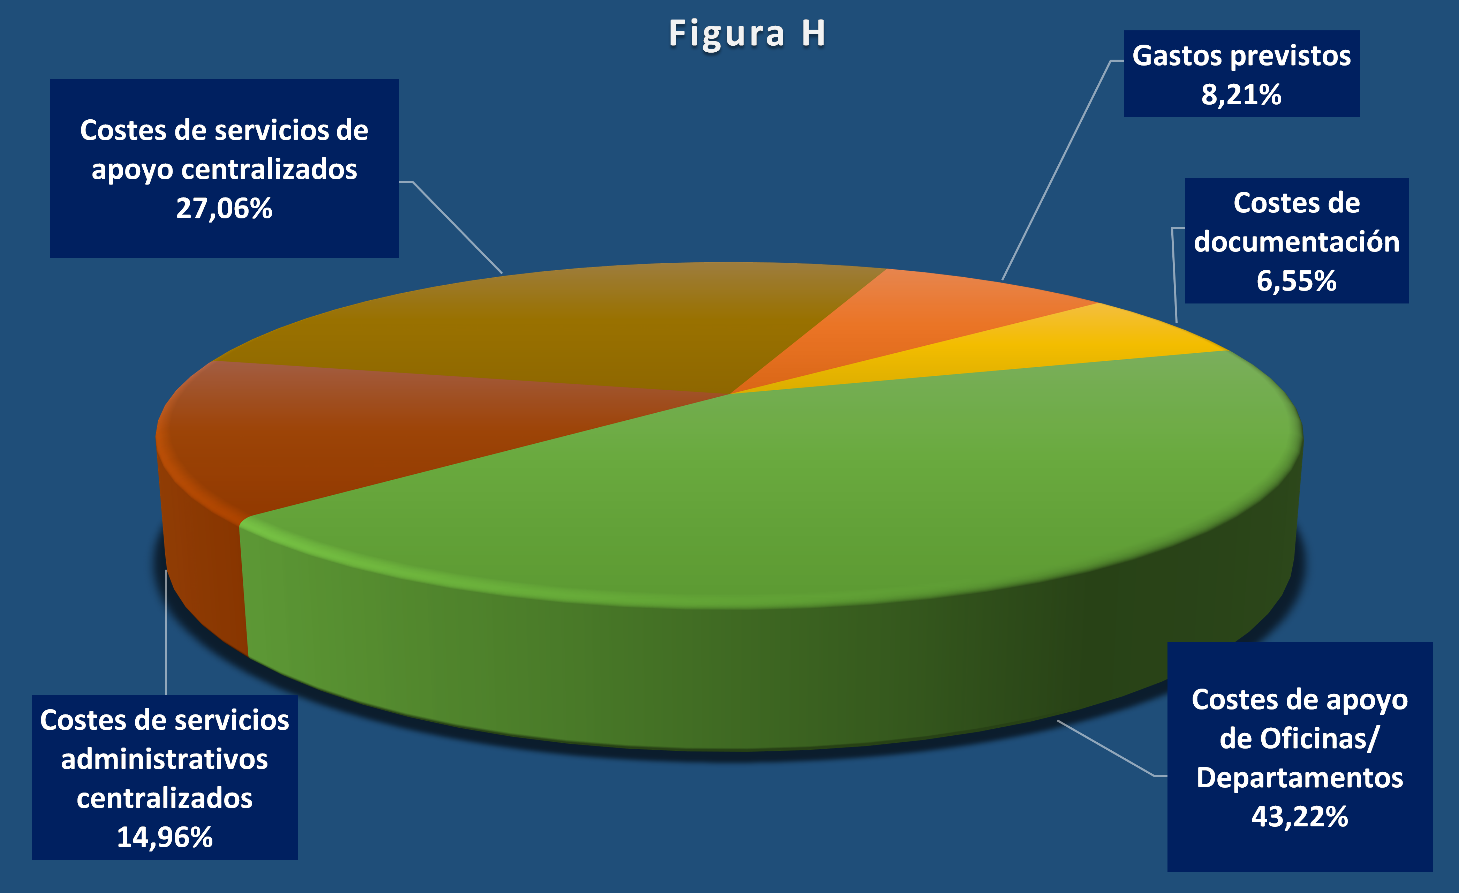 Figura H
Gastos previstos
8,21%
Costes de servicios de
apoyo centralizados
27,06%
Costes de
documentación
6,55%
Costes de servicios
administrativos
centralizados
14,96%
Costes de apoyo
de Oficinas/
Departamentos
43,22%